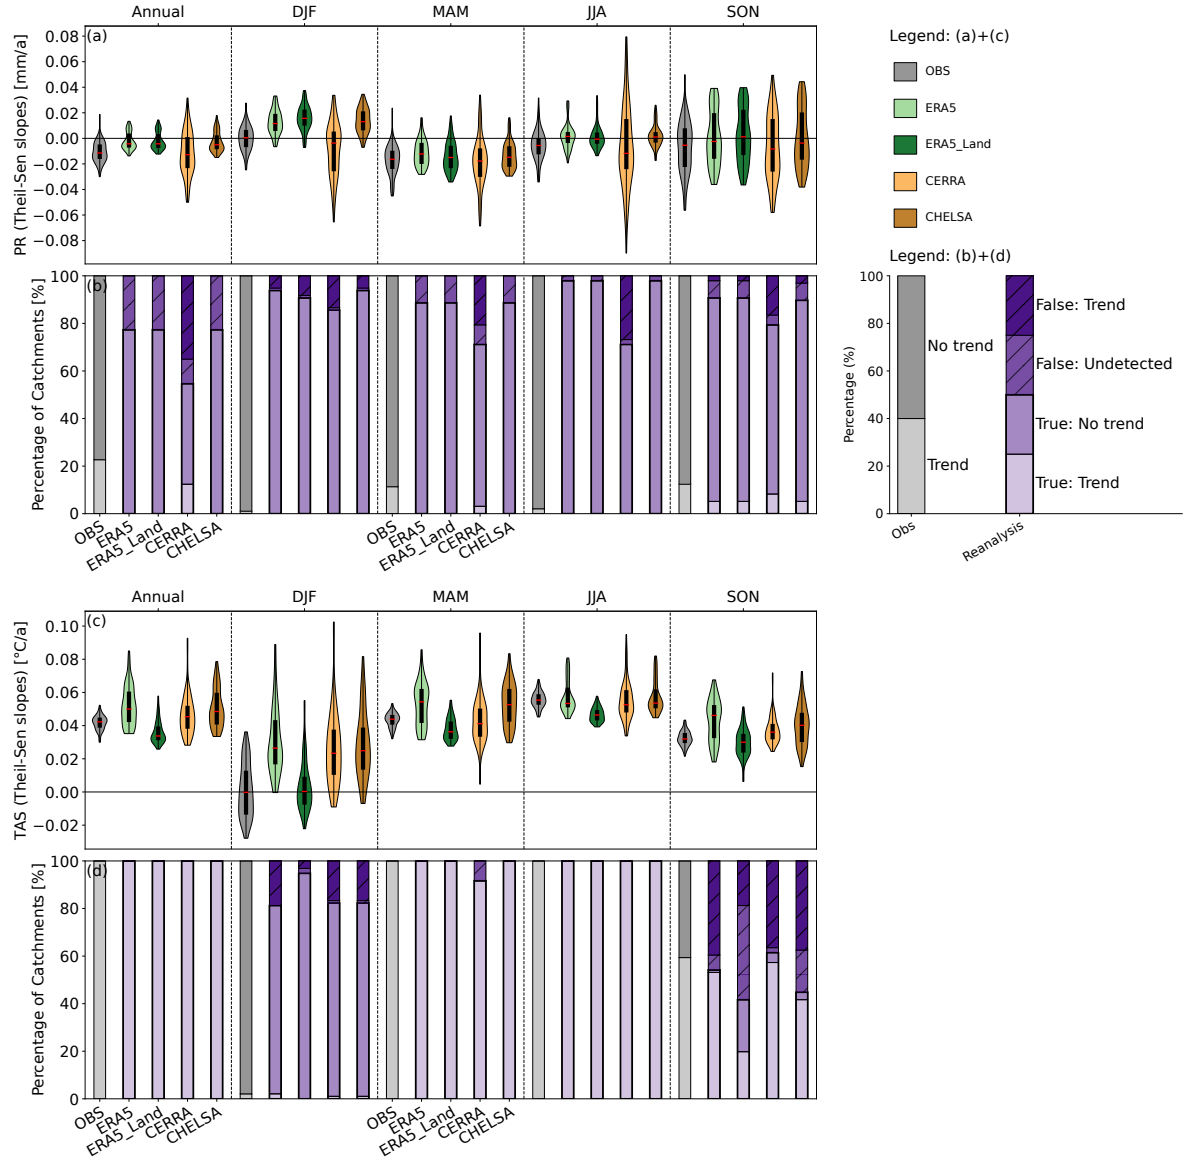 Annual DJF MAM JJA SON
(a)
PR (Theil-Sen slopes) [mm/a]
0.08
0.06
0.04
0.02
0.00
−0.02
−0.04
−0.06
−0.08
Legend: (a)+(c)
OBS
ERA5
ERA5_Land
CERRA
CHELSA
(b)
Percentage of Catchments [%]
100
80
60
40
20
0
OBS ERA5 ERA5_Land CERRA CHELSA OBS ERA5 ERA5_Land CERRA CHELSA
Legend: (b)+(d)
Percentage (%)
100
80
60
40
20
0
No trend
Trend
False: Trend
False: Undetected
True: No trend
True: Trend
Obs Reanalysis
Annual DJF MAM JJA SON
(c)
TAS (Theil-Sen slopes) [°C/a]
0.10
0.08
0.06
0.04
0.02
0.00
−0.02
(d)
Percentage of Catchments [%]
100
80
60
40
20
0
OBS ERA5 ERA5_Land CERRA CHELSA OBS ERA5 ERA5_Land CERRA CHELSA